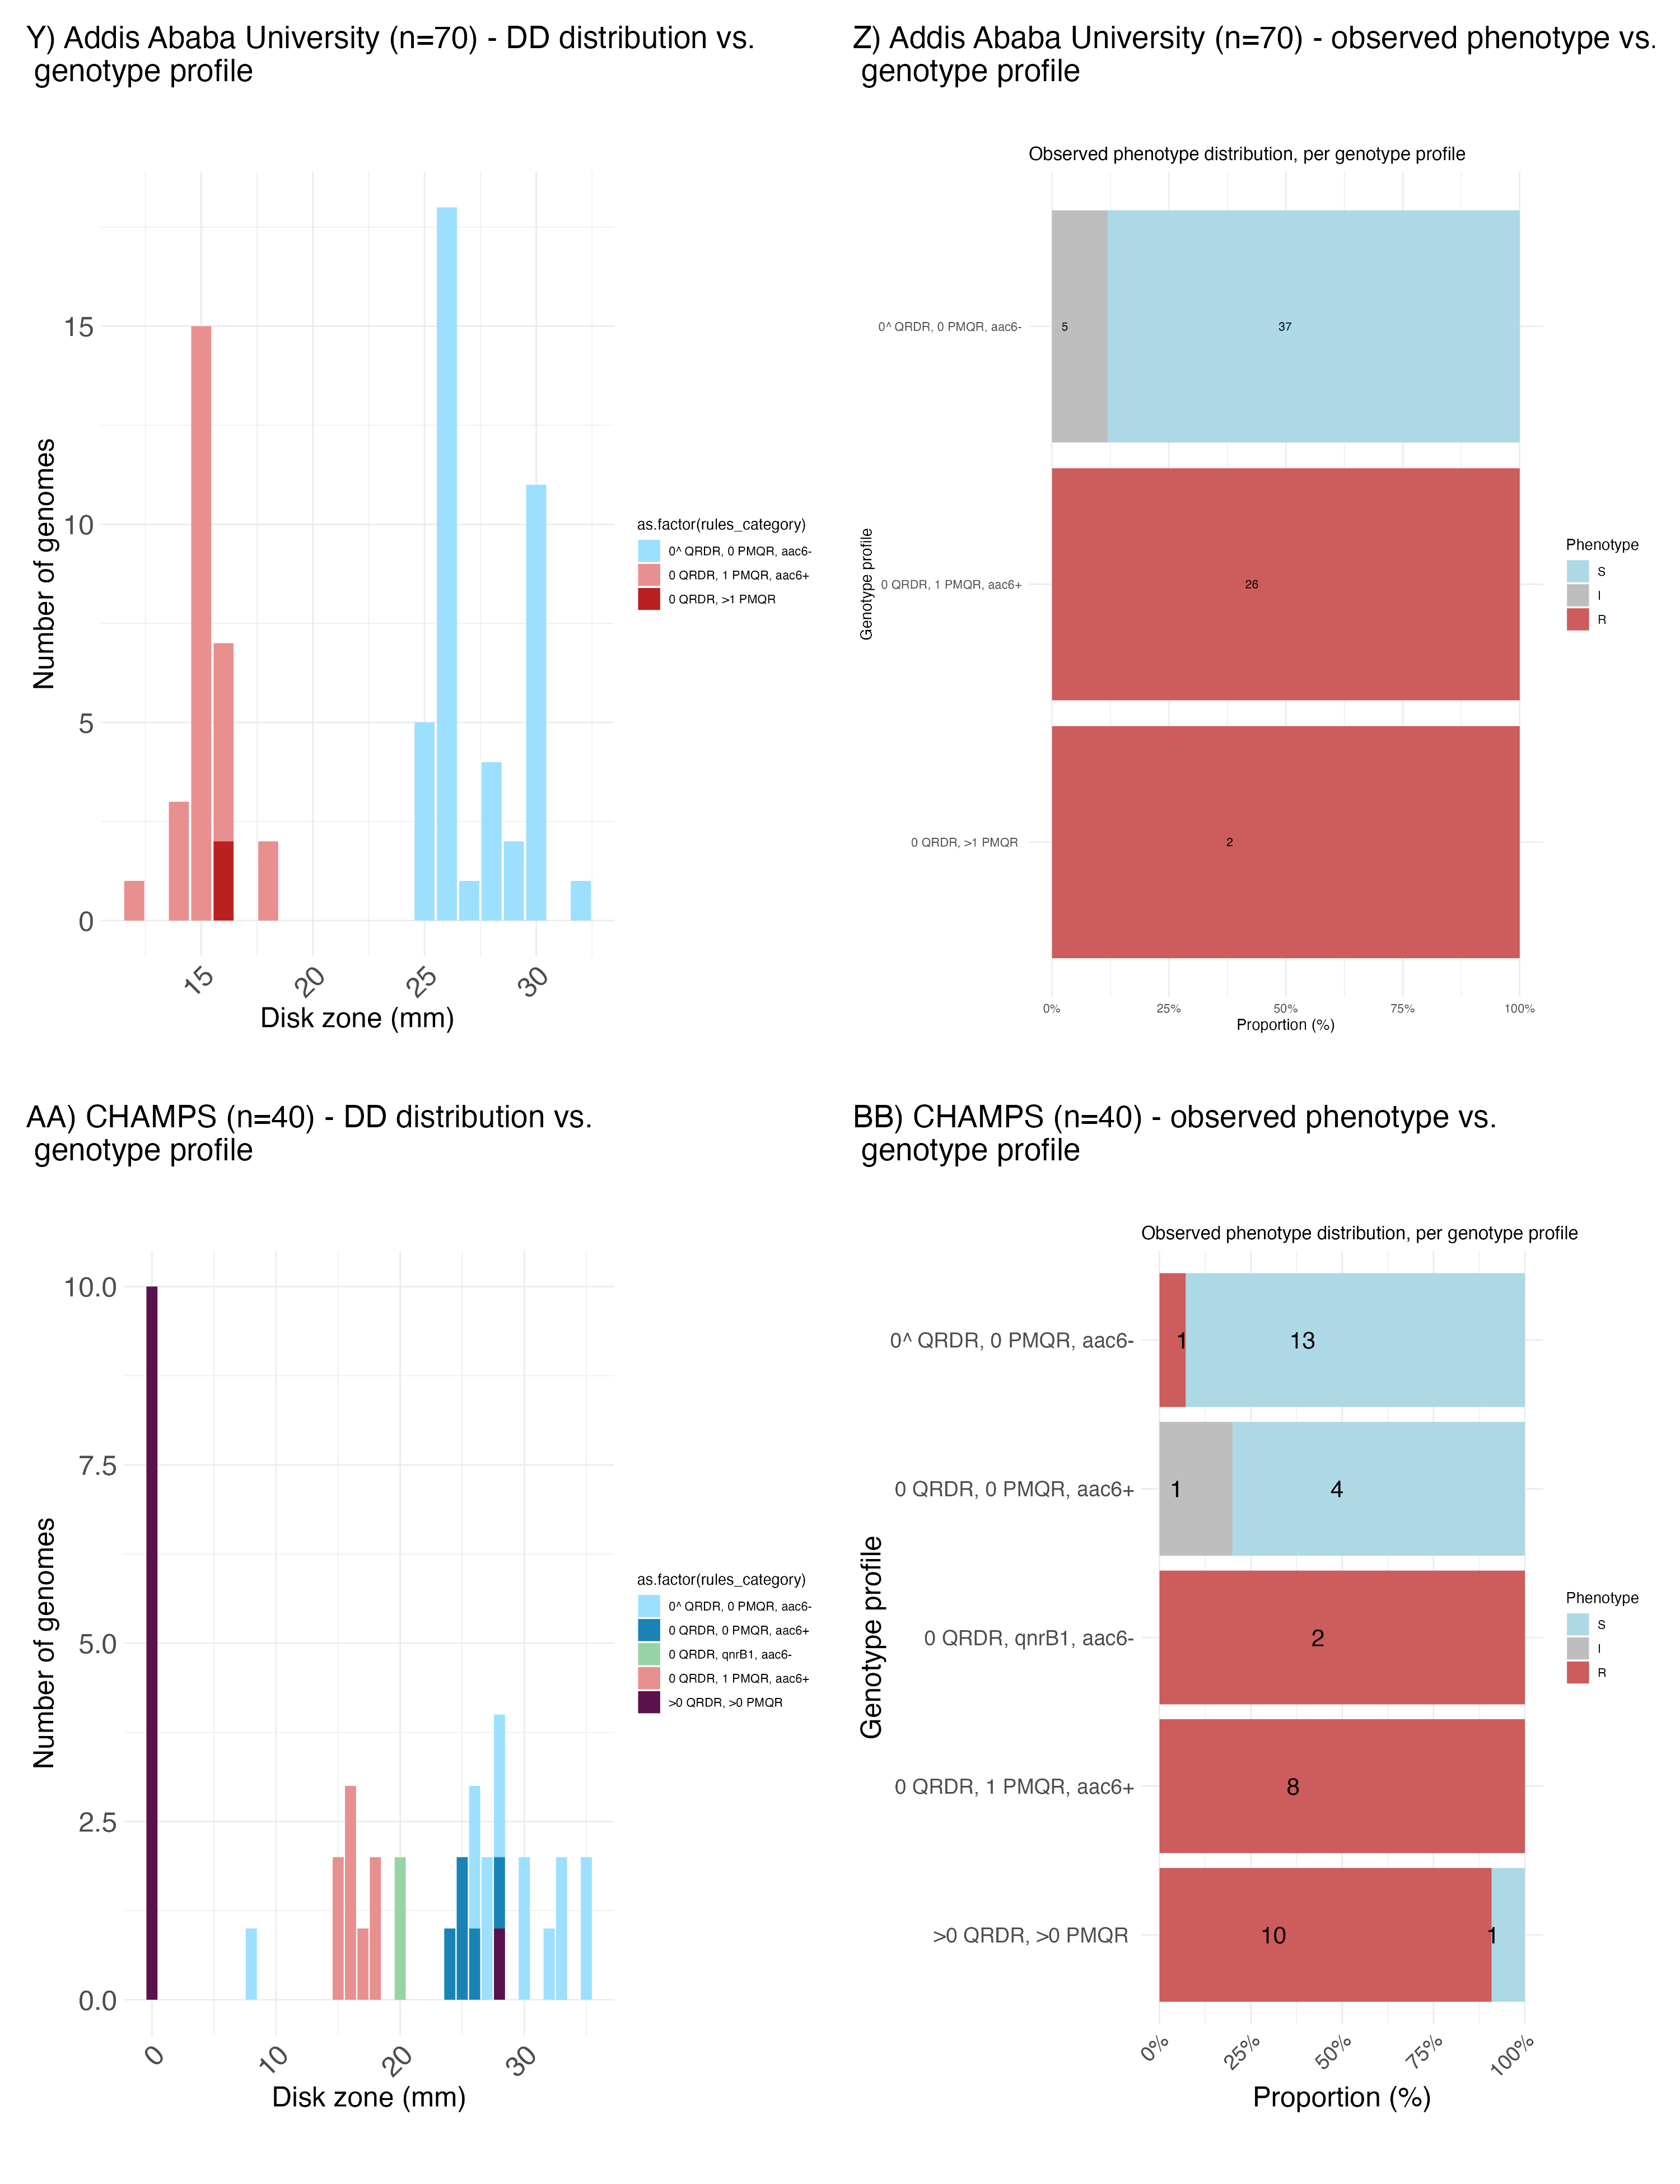 Y) Addis Ababa University (n=70) - DD distribution vs.
genotype profile
Number of genomes
15
10
5
0
15
20
25
30
Disk zone (mm)
as.factor(rules_category)
0^ QRDR, 0 PMQR, aac6-
0 QRDR, 1 PMQR, aac6+
0 QRDR, >1 PMQR
Z) Addis Ababa University (n=70) - observed phenotype vs.
genotype profile
Observed phenotype distribution, per genotype profile
Genotype profile
0^ QRDR, 0 PMQR, aac6-
5
37
0 QRDR, 1 PMQR, aac6+
26
0 QRDR, >1 PMQR
2
0%
25%
50%
75%
100%
Proportion (%)
Phenotype
S
I
R
AA) CHAMPS (n=40) - DD distribution vs.
genotype profile
Number of genomes
10.0
7.5
5.0
2.5
0.0
0
10
20
30
Disk zone (mm)
as.factor(rules_category)
0^ QRDR, 0 PMQR, aac6-
0 QRDR, 0 PMQR, aac6+
0 QRDR, qnrB1, aac6-
0 QRDR, 1 PMQR, aac6+
>0 QRDR, >0 PMQR
BB) CHAMPS (n=40) - observed phenotype vs.
genotype profile
Observed phenotype distribution, per genotype profile
Genotype profile
0^ QRDR, 0 PMQR, aac6-
1
13
0 QRDR, 0 PMQR, aac6+
1
4
0 QRDR, qnrB1, aac6-
2
0 QRDR, 1 PMQR, aac6+
8
>0 QRDR, >0 PMQR
10
1
0%
25%
50%
75%
100%
Proportion (%)
Phenotype
S
I
R